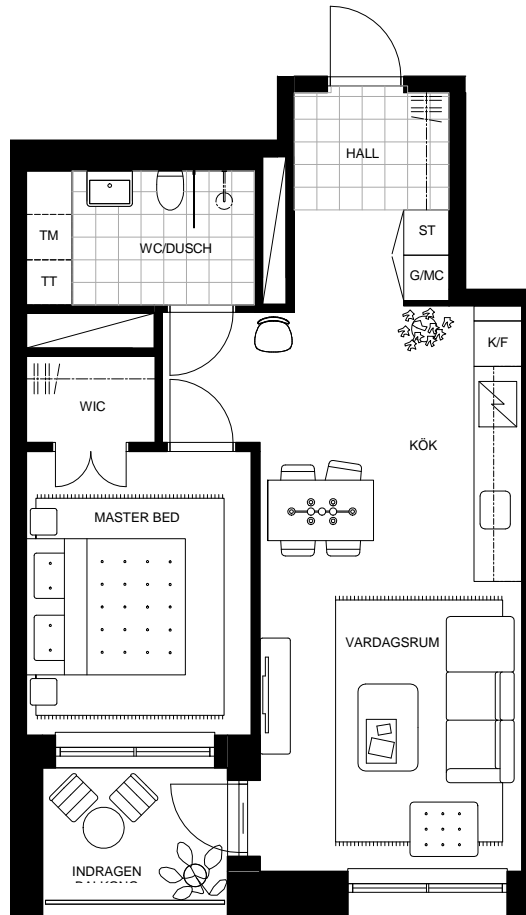 HALL
ST
G/MC
TM
WC/DUSCH
TT
K/F
WIC
KÖK
MASTER BED
VARDAGSRUM
INDRAGEN